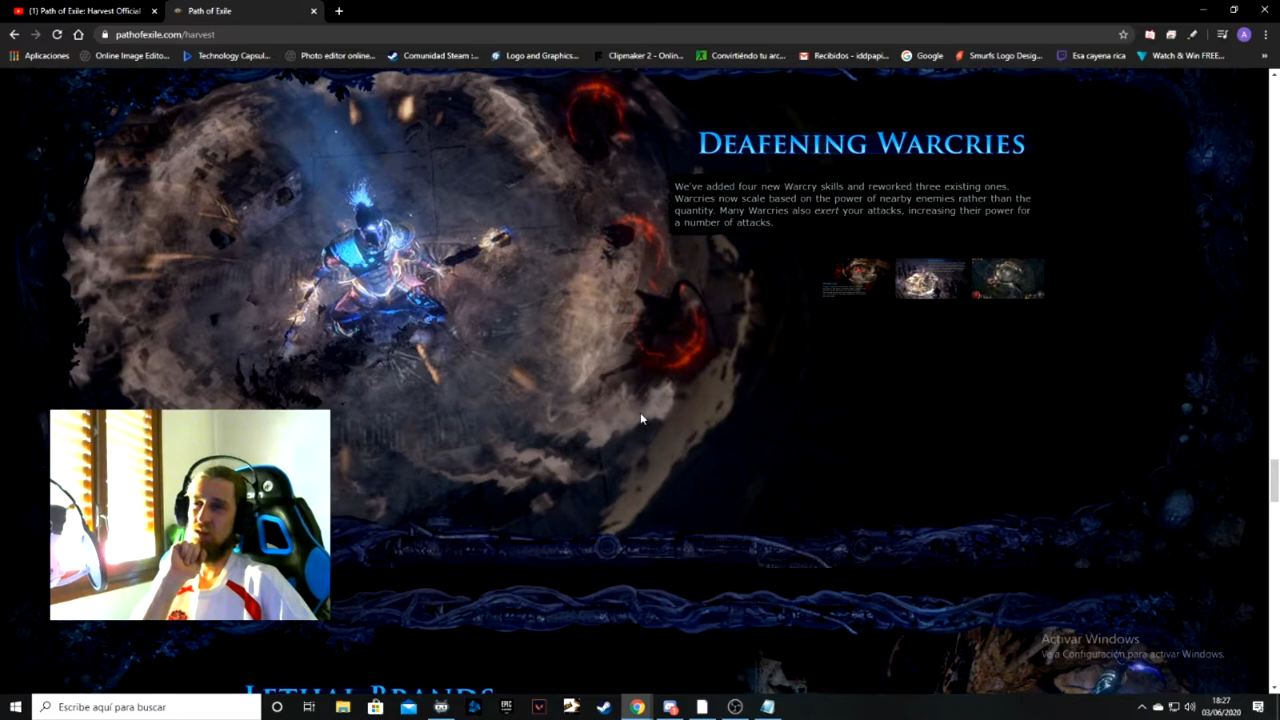 (1) Path of Exile: Harvest Official
Path of Exile
pathofexile.com/harvest
Aplicaciones
Online Image Edito...
Technology Capsul...
Photo editor online...
Comunidad Steam :...
Logo and Graphics...
Clipmaker 2 - Onlin...
Convirtiéndo tu arc...
Recibidos – iddpapi...
Google
Smurfs Logo Desig...
Esa cayeria rica
Watch & Win FREE...
DEAFENING WARCRIES
We've added four new Warcry skills and reworked three existing ones.
Warcries now scale based on the power of nearby enemies rather than the
quantity. Many Warcries also exert your attacks, increasing their power for
a number of attacks.
LETHAL BRANDS
Activar Windows
Ve a Configuración para activar Windows.
Escribe aquí para buscar
18:27
03/06/2020